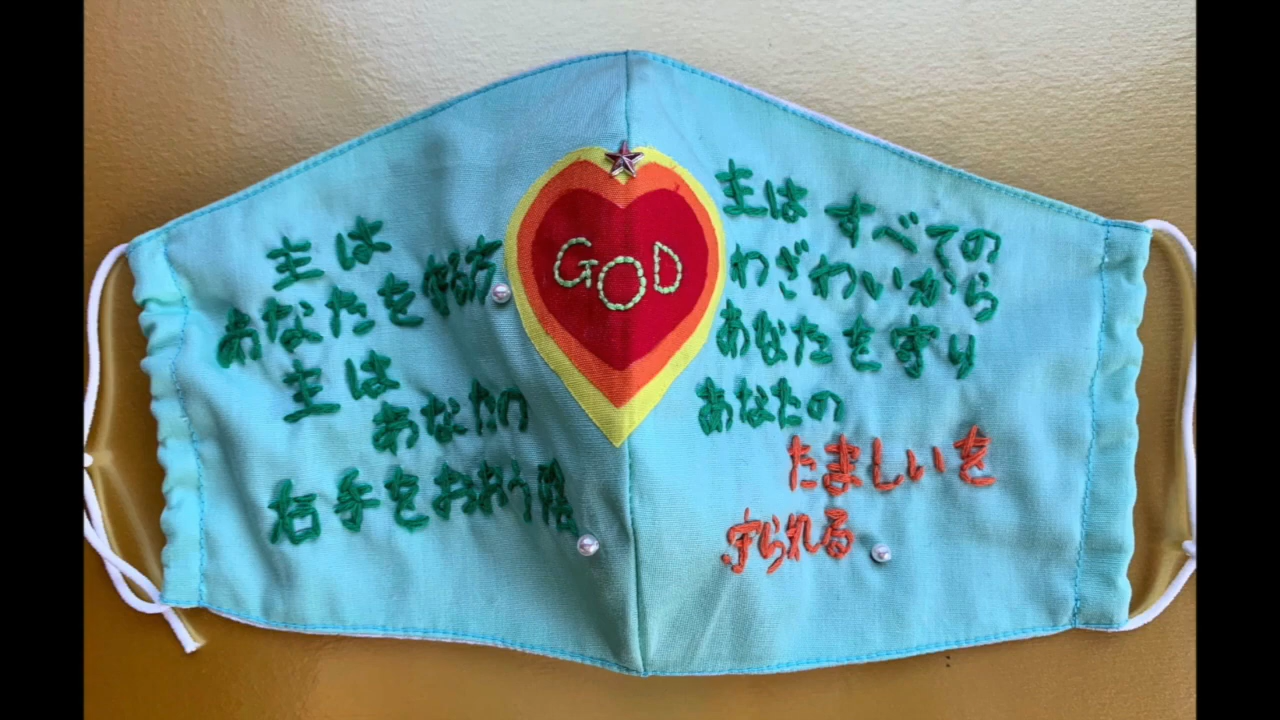 主は
あなたを守る方
主は
あなたの
右手をおおう陰
GOD
主はすべての
わざわいから
あなたを守り
あなたの
たましいを
守られる